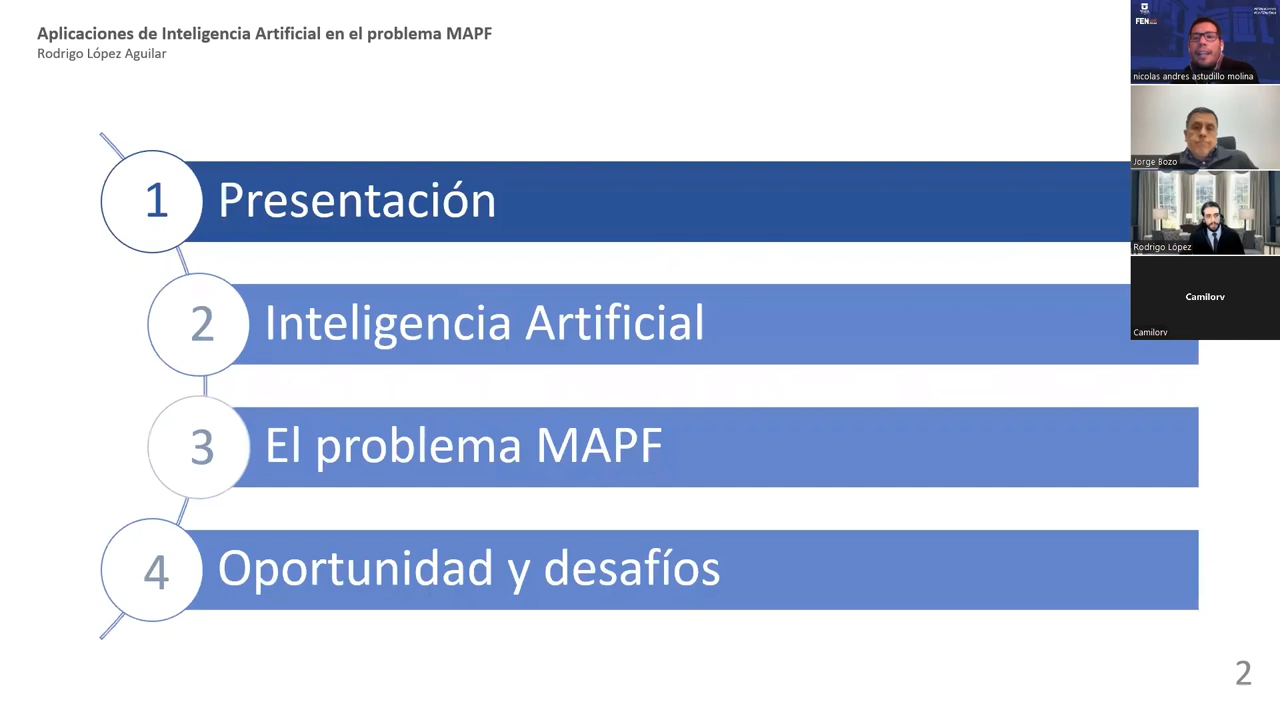 Aplicaciones de Inteligencia Artificial en el problema MAPF
Rodrigo López Aguilar
1
Presentación
2
Inteligencia Artificial
3
El problema MAPF
4
Oportunidad y desafíos
2
FEN
nicolas andres astudillo molina
Jorge Bozo
Rodrigo López
Camilorv
Camilorv